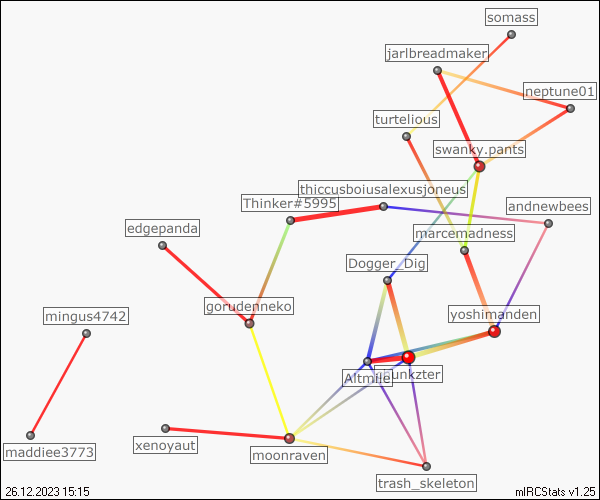 somass
jarlbreadmaker
neptune01
turtelious
swanky.pants
thiccusboiusalexusjoneus
Thinker#5995
andnewbees
edgepanda
marcemadness
Dogger_Dig
gorudenneko
yoshimanden
mingus4742
Altmile
maddiee3773
xenoyaut
moonraven
trash_skeleton
26.12.2023 15:15
mIRCStats v1.25